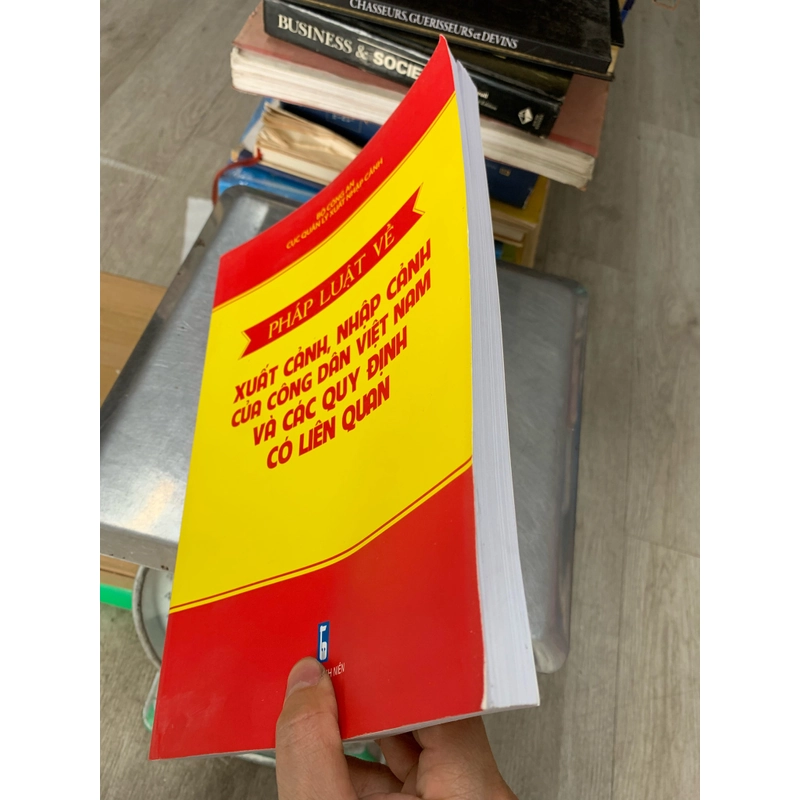 CHASSEURS, GUERISSEURS et DEVINS
BUSINESS & SOCIE
BỘ CÔNG AN
CỤC QUẢN LÝ XUẤT NHẬP CẢNH
PHÁP LUẬT VỀ
XUẤT CẢNH, NHẬP CẢNH
CỦA CÔNG DÂN VIỆT NAM
VÀ CÁC QUY ĐỊNH
CÓ LIÊN QUAN
NIÊN